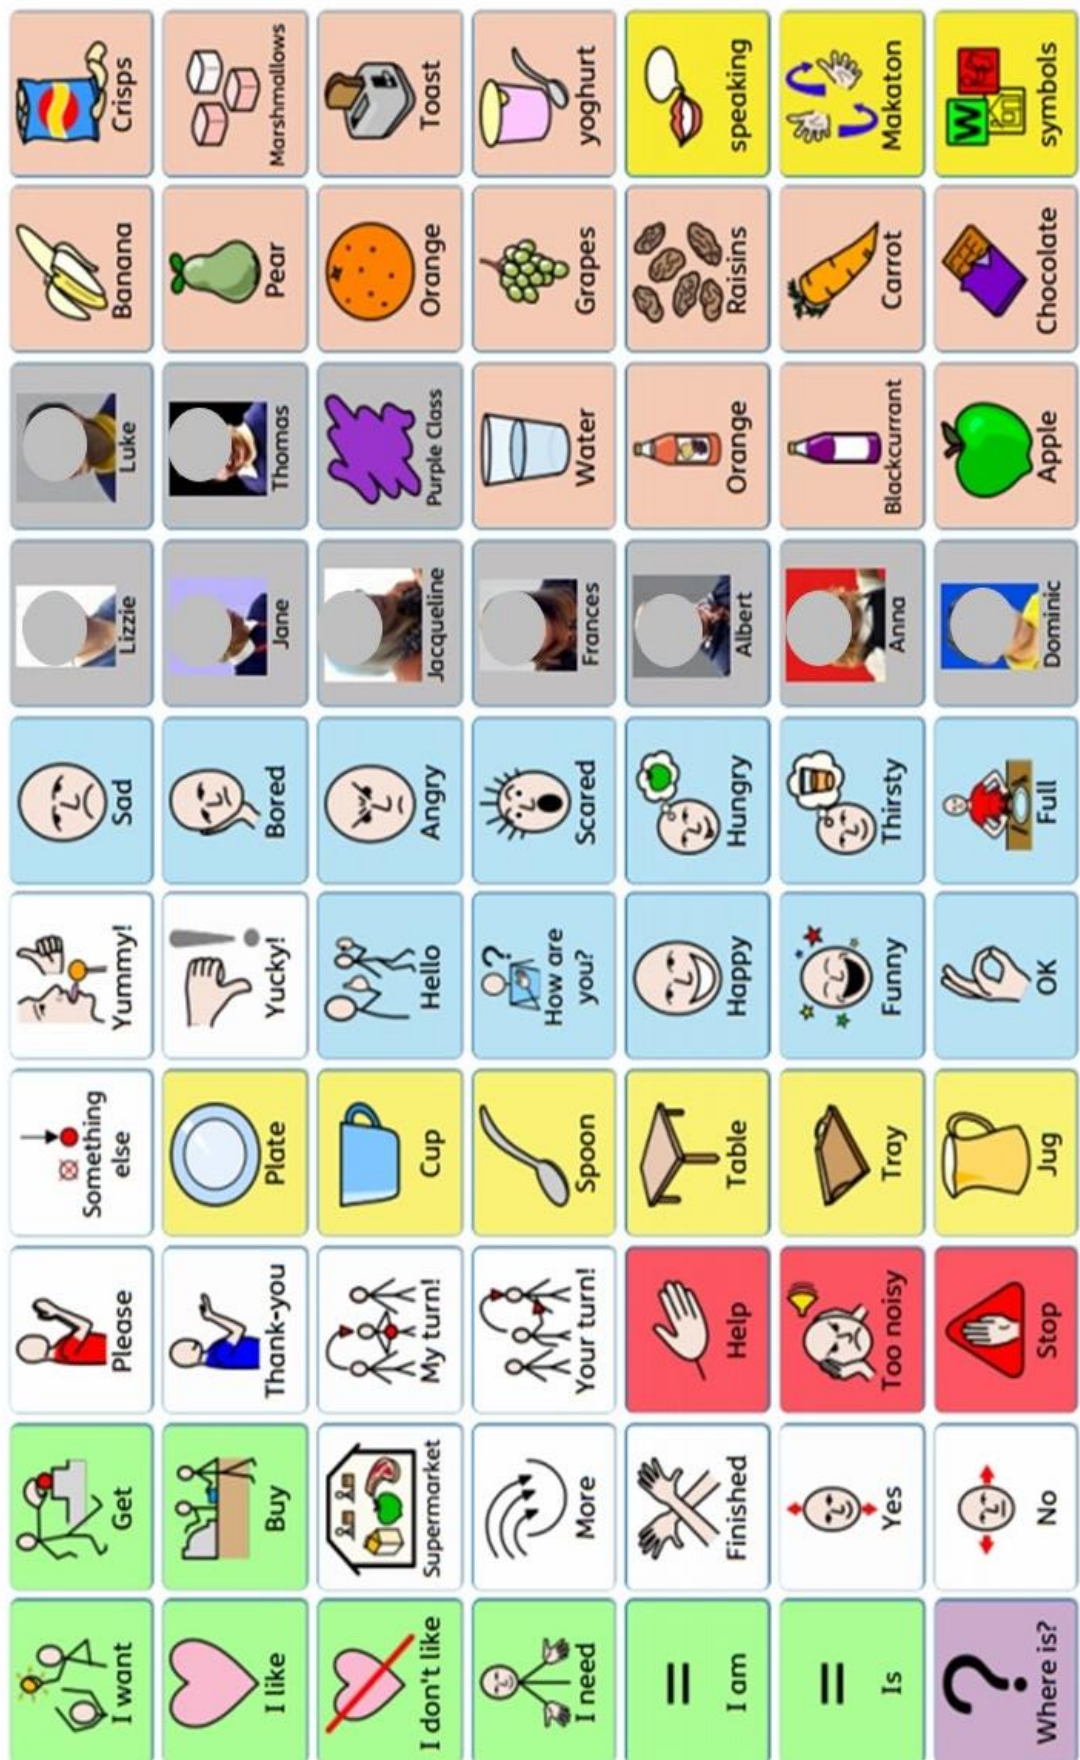 I want
Get
Please
Something
else
Yummy!
Sad
Lizzie
Luke
Banana
Crisps
I like
Buy
Thank-you
Plate
Yucky!
Bored
Jane
Thomas
Pear
Marshmallows
I don't like
Supermarket
My turn!
Cup
Hello
Angry
Jacqueline
Purple Class
Orange
Toast
I need
More
Your turn!
Spoon
How are
you?
Scared
Frances
Water
Grapes
yoghurt
I am
Finished
Help
Table
Happy
Hungry
Albert
Orange
Raisins
speaking
Is
Yes
Too noisy
Tray
Funny
Thirsty
Anna
Blackcurrant
Carrot
Makaton
Where is?
No
Stop
Jug
OK
Full
Dominic
Apple
Chocolate
W
symbols